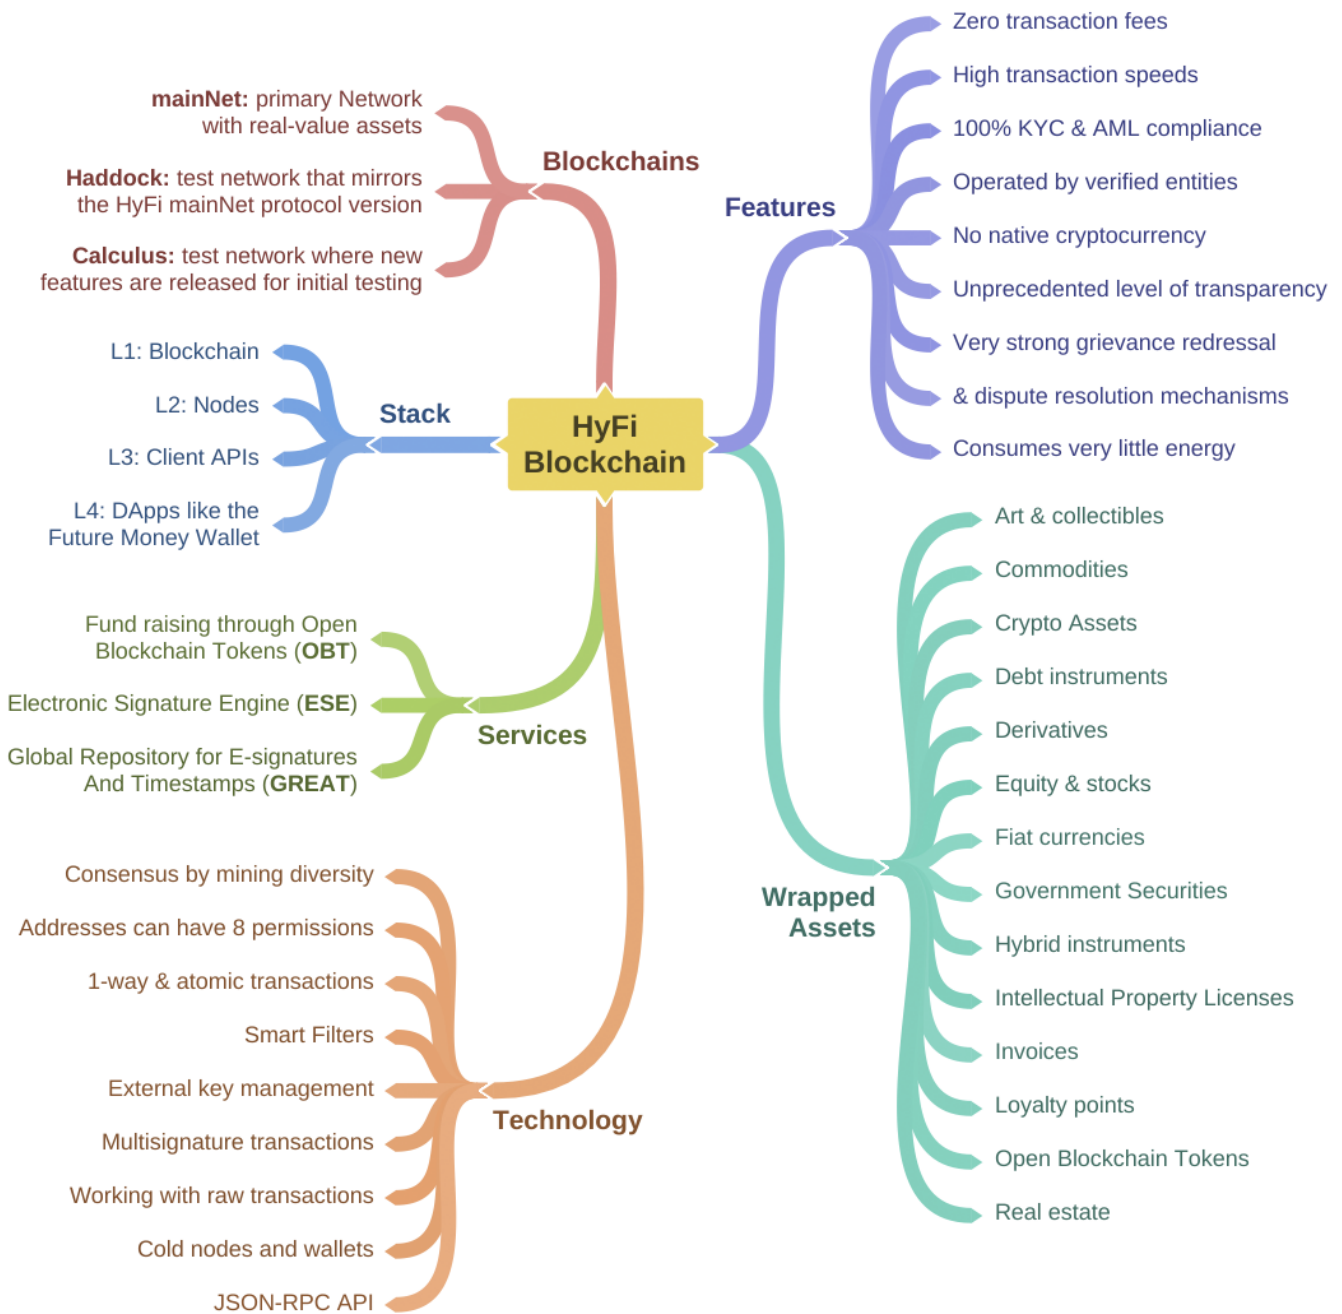 HyFi
Blockchain
Blockchains
mainNet: primary Network
with real-value assets
Haddock: test network that mirrors
the HyFi mainNet protocol version
Calculus: test network where new
features are released for initial testing
Stack
L1: Blockchain
L2: Nodes
L3: Client APIs
L4: DApps like the
Future Money Wallet
Services
Fund raising through Open
Blockchain Tokens (OBT)
Electronic Signature Engine (ESE)
Global Repository for E-signatures
And Timestamps (GREAT)
Technology
Consensus by mining diversity
Addresses can have 8 permissions
1-way & atomic transactions
Smart Filters
External key management
Multisignature transactions
Working with raw transactions
Cold nodes and wallets
JSON-RPC API
Features
Zero transaction fees
High transaction speeds
100% KYC & AML compliance
Operated by verified entities
No native cryptocurrency
Unprecedented level of transparency
Very strong grievance redressal
& dispute resolution mechanisms
Consumes very little energy
Wrapped
Assets
Art & collectibles
Commodities
Crypto Assets
Debt instruments
Derivatives
Equity & stocks
Fiat currencies
Government Securities
Hybrid instruments
Intellectual Property Licenses
Invoices
Loyalty points
Open Blockchain Tokens
Real estate